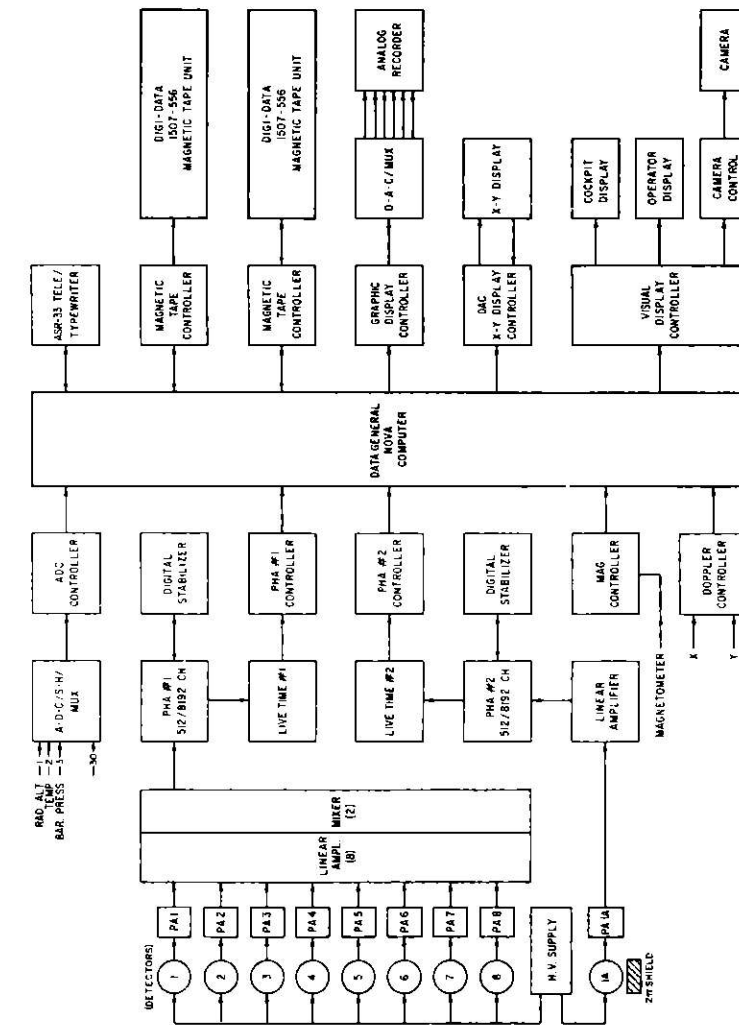 DIGI-DATA
1507-556
MAGNETIC TAPE UNIT
DIGI-DATA
1507-556
MAGNETIC TAPE UNIT
ANALOG
RECORDER
CAMERA
D-A-C/MUX
X-Y DISPLAY
COCKPIT
DISPLAY
OPERATOR
DISPLAY
CAMERA
CONTROL
ASR-33 TELE/
TYPEWRITER
MAGNETIC
TAPE
CONTROLLER
MAGNETIC
TAPE
CONTROLLER
GRAPHIC
DISPLAY
CONTROLLER
DAC
X-Y DISPLAY
CONTROLLER
VISUAL
DISPLAY
CONTROLLER
DATA GENERAL
NOVA
COMPUTER
ADC
CONTROLLER
DIGITAL
STABILIZER
PHA #1
CONTROLLER
PHA #2
CONTROLLER
DIGITAL
STABILIZER
MAG
CONTROLLER
DOPPLER
CONTROLLER
X
Y
MAGNETOMETER
RAD ALT
1
TEMP
2
BAR. PRESS
3
30
A-D-C/S-H/
MUX
PHA #1
512/8192 CH
LIVE TIME #1
LIVE TIME #2
PHA #2
512/8192 CH
LINEAR
AMPLIFIER
MIXER
(2)
LINEAR
AMPL.
(8)
PA1
PA2
PA3
PA4
PA5
PA6
PA7
PA8
H.V. SUPPLY
PA1A
(DETECTORS)
1
2
3
4
5
6
7
8
1A
2π SHIELD